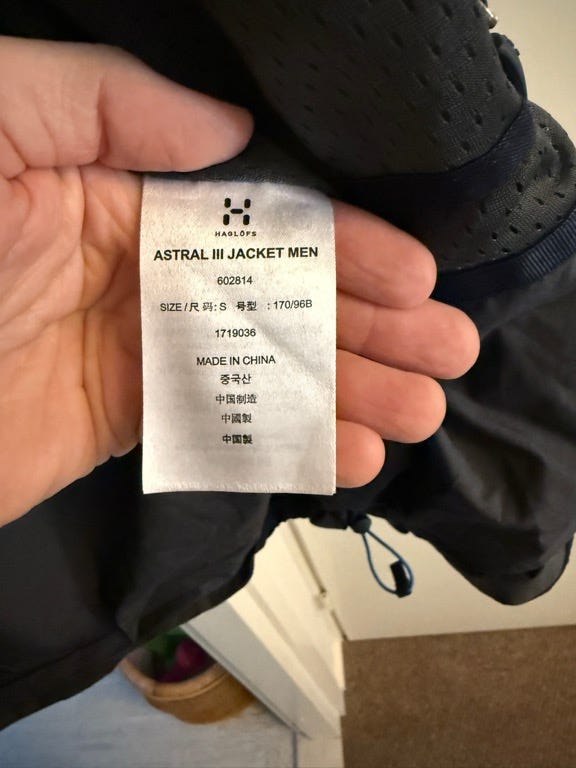 HAGLÖFS
ASTRAL III JACKET MEN
602814
SIZE / 尺 码: S 号型 : 170/96B
1719036
MADE IN CHINA
중국산
中国制造
中國製
中国製